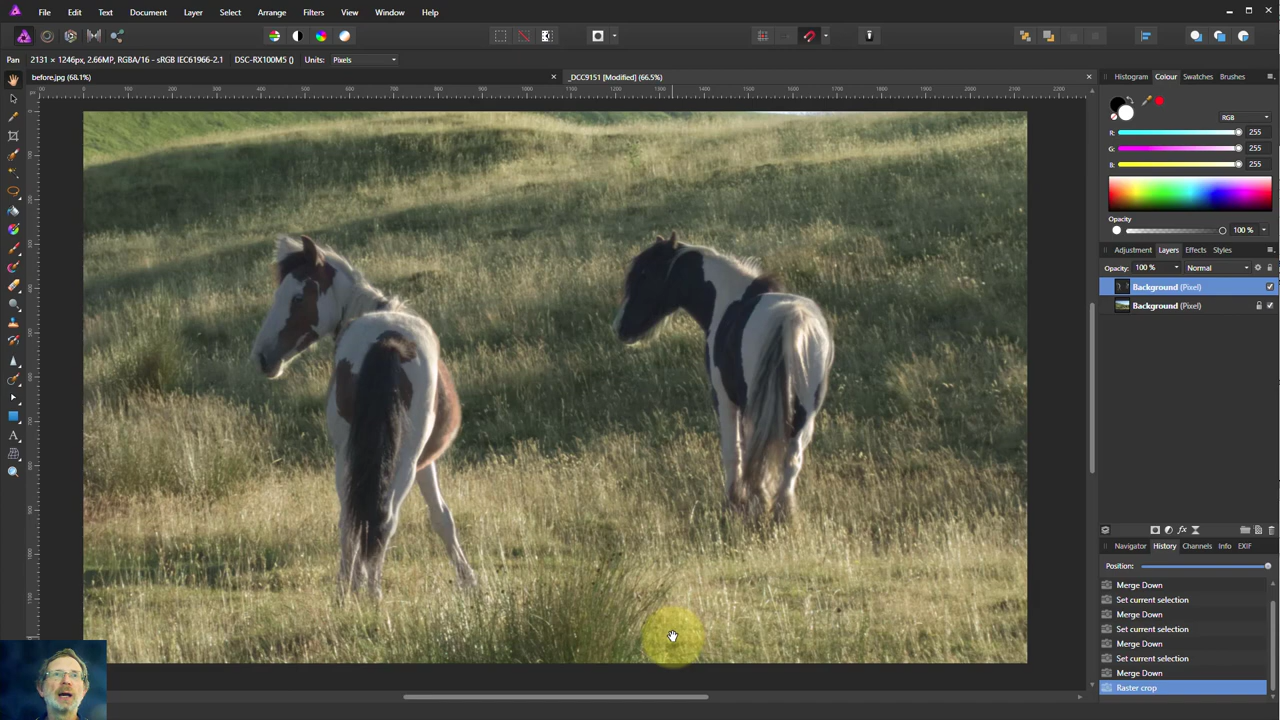 File Edit Text Document Layer Select Arrange Filters View Window Help
Pan 2131 × 1246px, 2.66MP, RGBA/16 - sRGB IEC61966-2.1 DSC-RX100M5 () Units: Pixels
before.jpg (68.1%) _DCC9151 [Modified] (66.5%)
Histogram Colour Swatches Brushes
RGB
R: 255
G: 255
B: 255
Opacity
100 %
Adjustment Layers Effects Styles
Opacity: 100 % Normal
Background (Pixel)
Background (Pixel)
fx
Navigator History Channels Info EXIF
Position:
Merge Down
Set current selection
Merge Down
Set current selection
Merge Down
Set current selection
Merge Down
Raster crop